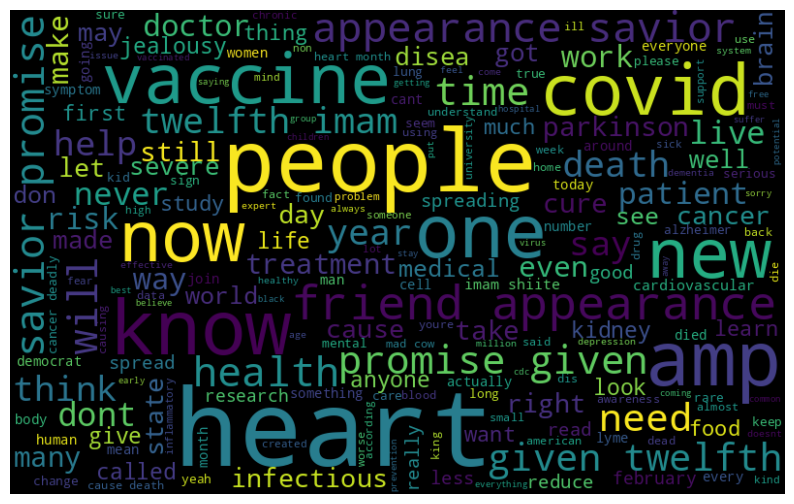 savior promise
make
may
doctor
thing
jealousy
women
appearance savior
going
issue
chronic
sure
vaccinated
non
heart month
ill
everyone
use
system
please
brain
symptom
saying
mind
lung
disea
got
work
true
support
free
vaccine
time
covid
first
twelfth
imam
getting
feel
cant
come
must
group
understand
hospital
suffer
much
seem
using
parkinson
around
sick
potential
live
help
still
people
children
put
university
week
home
death
well
let
severe
don
kid
sign
fact
found
problem
spreading
today
dementia
serious
never
study
expert
always
someone
cure
patient
sorry
risk
high
day
one
see
cancer
number
alzheimer
back
drug
made
now
life
year
say
virus
new
die
will
way
treatment
lot
stay
medical
even
good
cancer deadly
effective
fear
join
man
cell
imam shiite
cardiovascular
away
data
world
healthy
best
believe
black
know
friend appearance
causing
age
cause
take
kidney
learn
democrat
spread
mental
mad cow
million
said
youre
depression
died
amp
health
promise given
cdc
dis
coming
common
think
early
inflammatory
anyone
actually
look
awareness
rare
almost
doesnt
body
research
something
care
blood
long
human
dont
state
heart
right
need
food
keep
give
month
created
worse
according
really
small
want
read
lyme
dead
many
mean
king
american
given twelfth
change
called
yeah
prevention
less
february
every
kind
cause death
infectious
everything
reduce